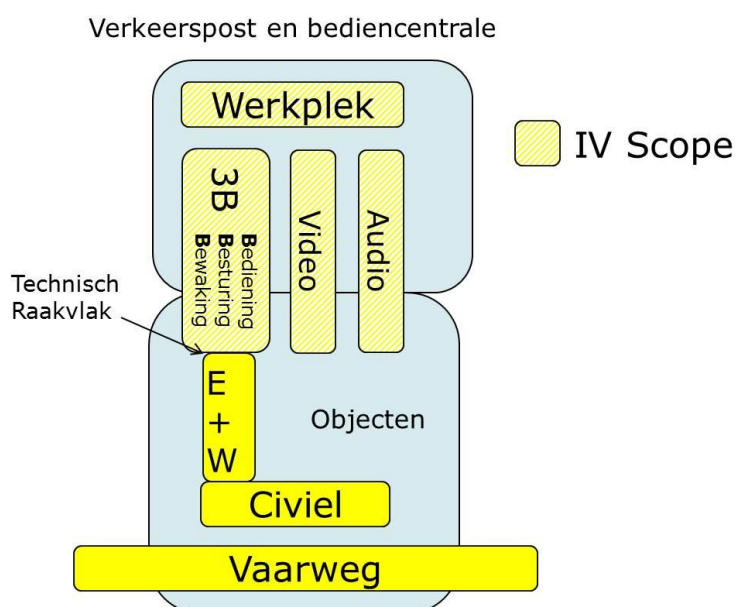 Verkeerspost en bediencentrale
Werkplek
IV Scope
3B
Bediening
Besturing
Bewaking
Video
Audio
Technisch
Raakvlak
E
+
W
Objecten
Civiel
Vaarweg